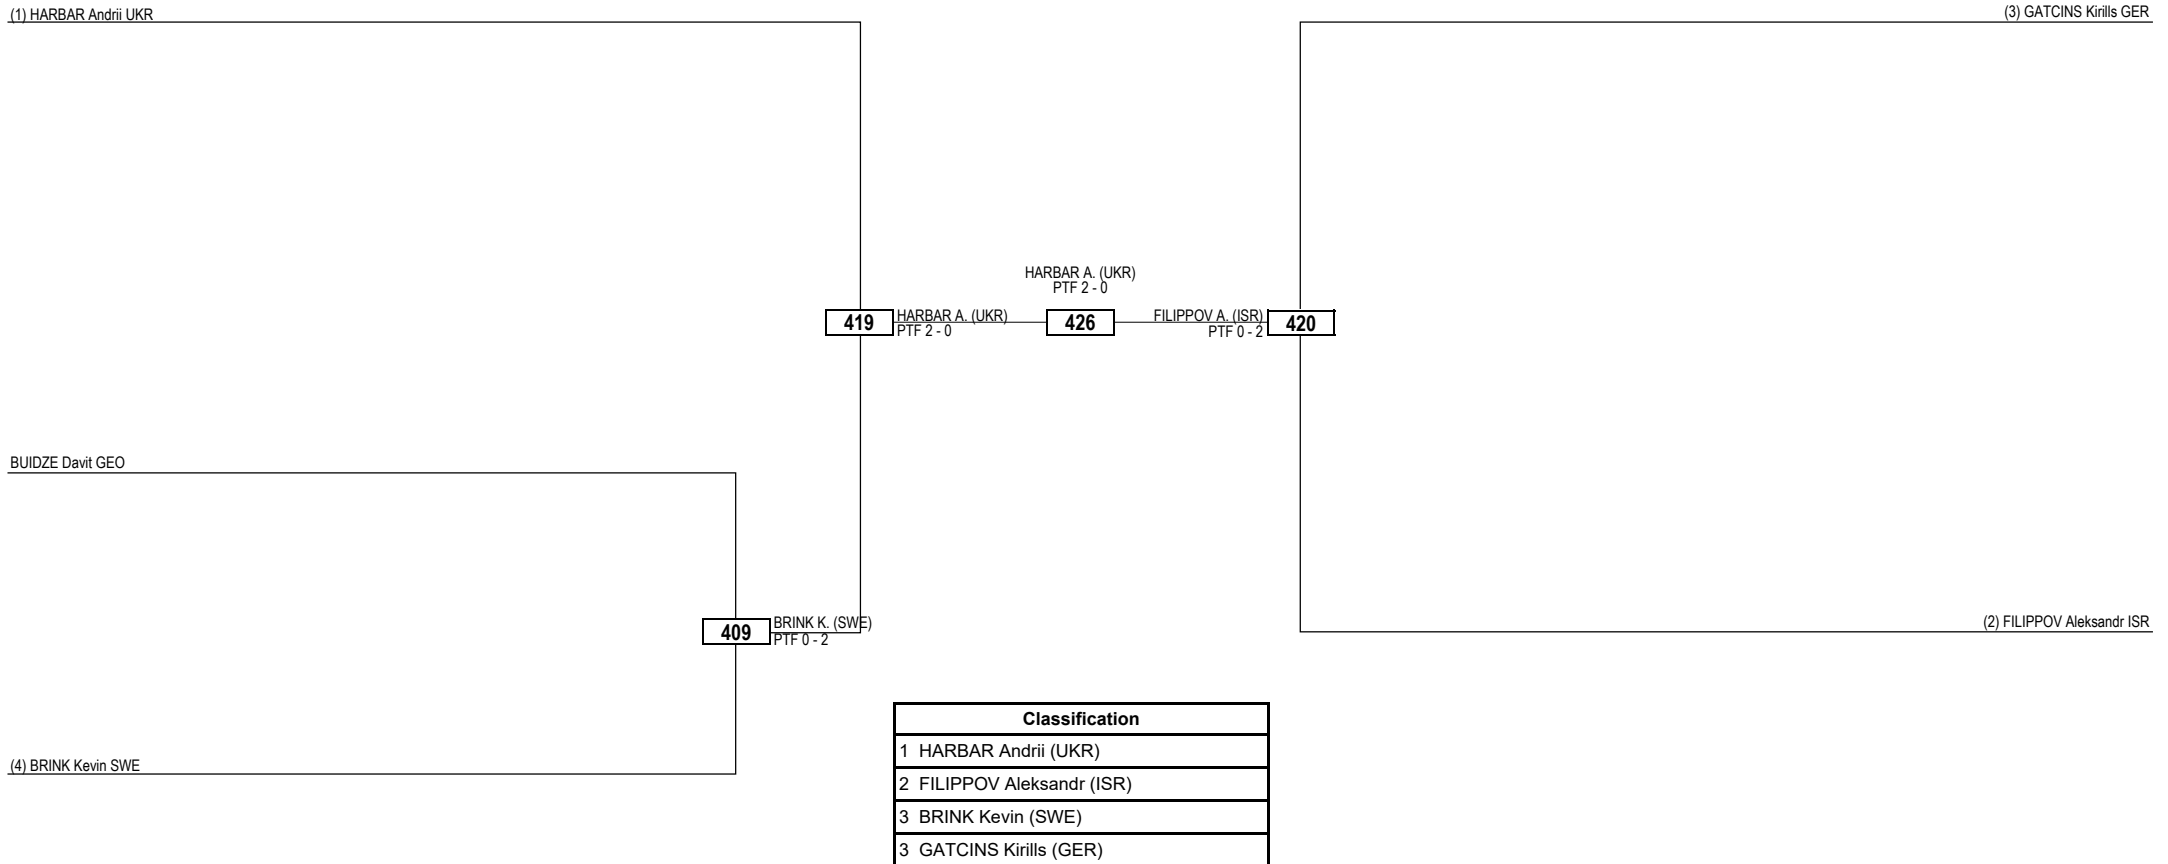 (1) HARBAR Andrii UKR
(3) GATCINS Kirills GER
HARBAR A. (UKR)
PTF 2 - 0
419
HARBAR A. (UKR)
PTF 2 - 0
426
FILIPPOV A. (ISR)
PTF 0 - 2
420
BUIDZE Davit GEO
409
BRINK K. (SWE)
PTF 0 - 2
(2) FILIPPOV Aleksandr ISR
(4) BRINK Kevin SWE
Classification
1 HARBAR Andrii (UKR)
2 FILIPPOV Aleksandr (ISR)
3 BRINK Kevin (SWE)
3 GATCINS Kirills (GER)